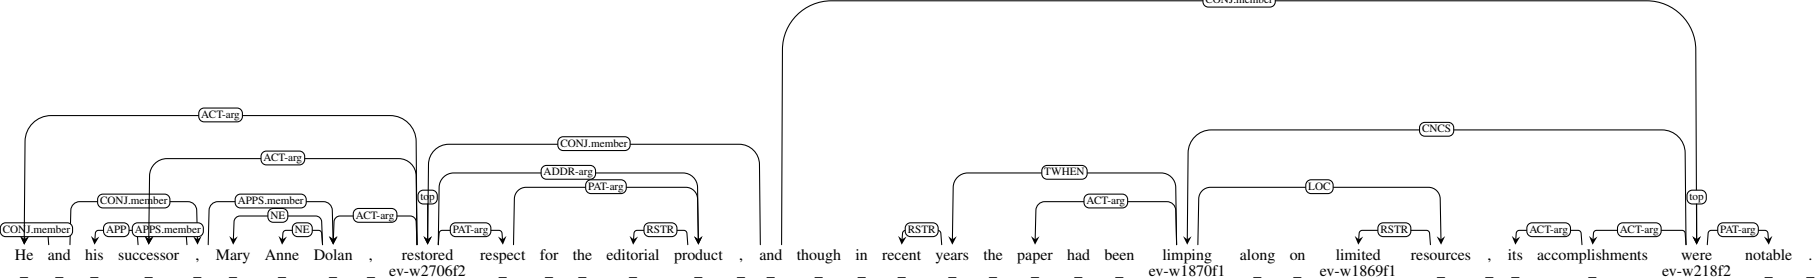 CONJ.member
ACT-arg
CONJ.member
CNCS
ACT-arg
ADDR-arg
TWHEN
PAT-arg
LOC
top
top
CONJ.member
APPS.member
ACT-arg
NE
ACT-arg
CONJ.member
APP
APPS.member
NE
PAT-arg
RSTR
RSTR
RSTR
ACT-arg
ACT-arg
PAT-arg
He and his successor , Mary Anne Dolan , restored respect for the editorial product , and though in recent years the paper had been limping along on limited resources , its accomplishments were notable .
_ _ _ _ _ _ _ _ _ ev-w2706f2 _ _ _ _ _ _ _ _ _ _ _ _ _ _ _ ev-w1870f1 _ _ ev-w1869f1 _ _ _ _ ev-w218f2 _ _